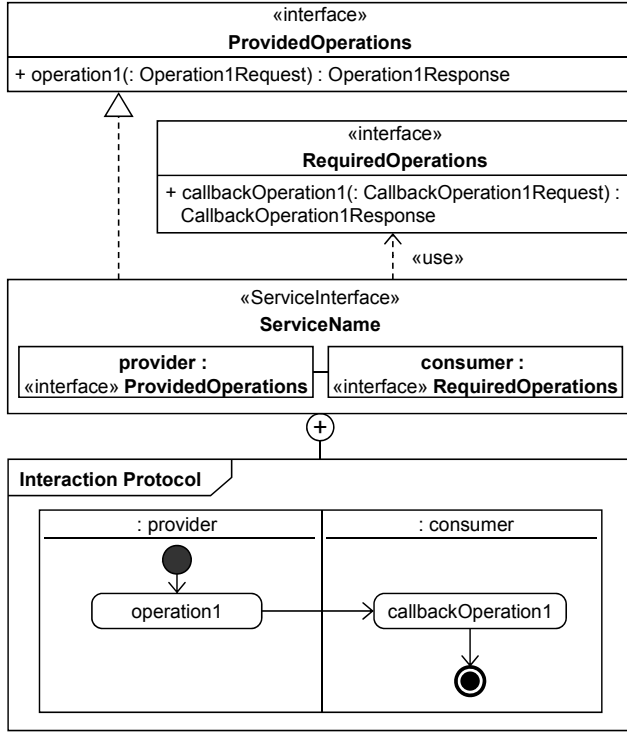 «interface»
ProvidedOperations
+ operation1(: Operation1Request) : Operation1Response
«interface»
RequiredOperations
+ callbackOperation1(: CallbackOperation1Request) :
CallbackOperation1Response
«use»
«ServiceInterface»
ServiceName
provider :
«interface» ProvidedOperations
consumer :
«interface» RequiredOperations
+
Interaction Protocol
: provider
: consumer
operation1
callbackOperation1